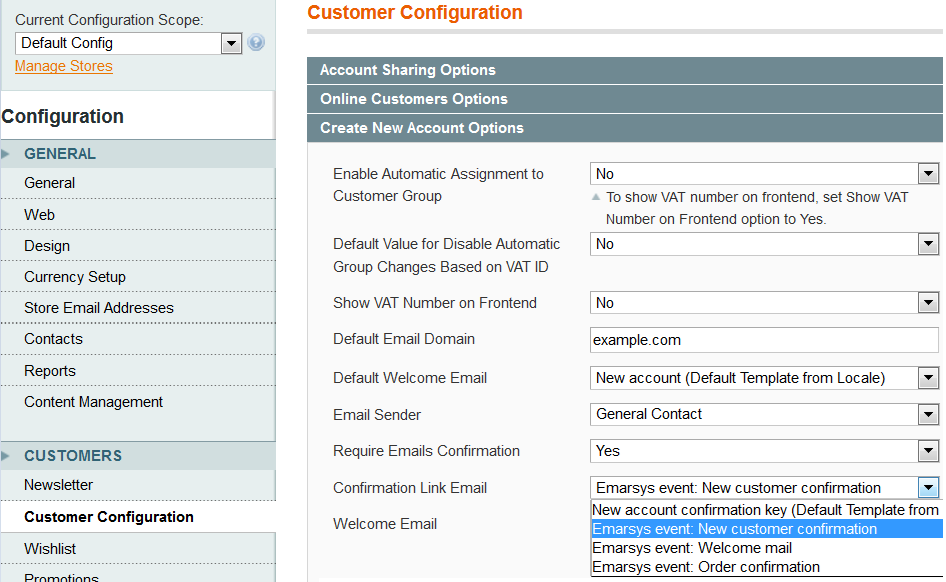 Current Configuration Scope:
Default Config
Manage Stores
Configuration
GENERAL
General
Web
Design
Currency Setup
Store Email Addresses
Contacts
Reports
Content Management
CUSTOMERS
Newsletter
Customer Configuration
Wishlist
Promotions
Customer Configuration
Account Sharing Options
Online Customers Options
Create New Account Options
Enable Automatic Assignment to
Customer Group
No
To show VAT number on frontend, set Show VAT
Number on Frontend option to Yes.
Default Value for Disable Automatic
Group Changes Based on VAT ID
No
Show VAT Number on Frontend
No
Default Email Domain
example.com
Default Welcome Email
New account (Default Template from Locale)
Email Sender
General Contact
Require Emails Confirmation
Yes
Confirmation Link Email
Emarsys event: New customer confirmation
New account confirmation key (Default Template from
Emarsys event: New customer confirmation
Emarsys event: Welcome mail
Emarsys event: Order confirmation
Welcome Email